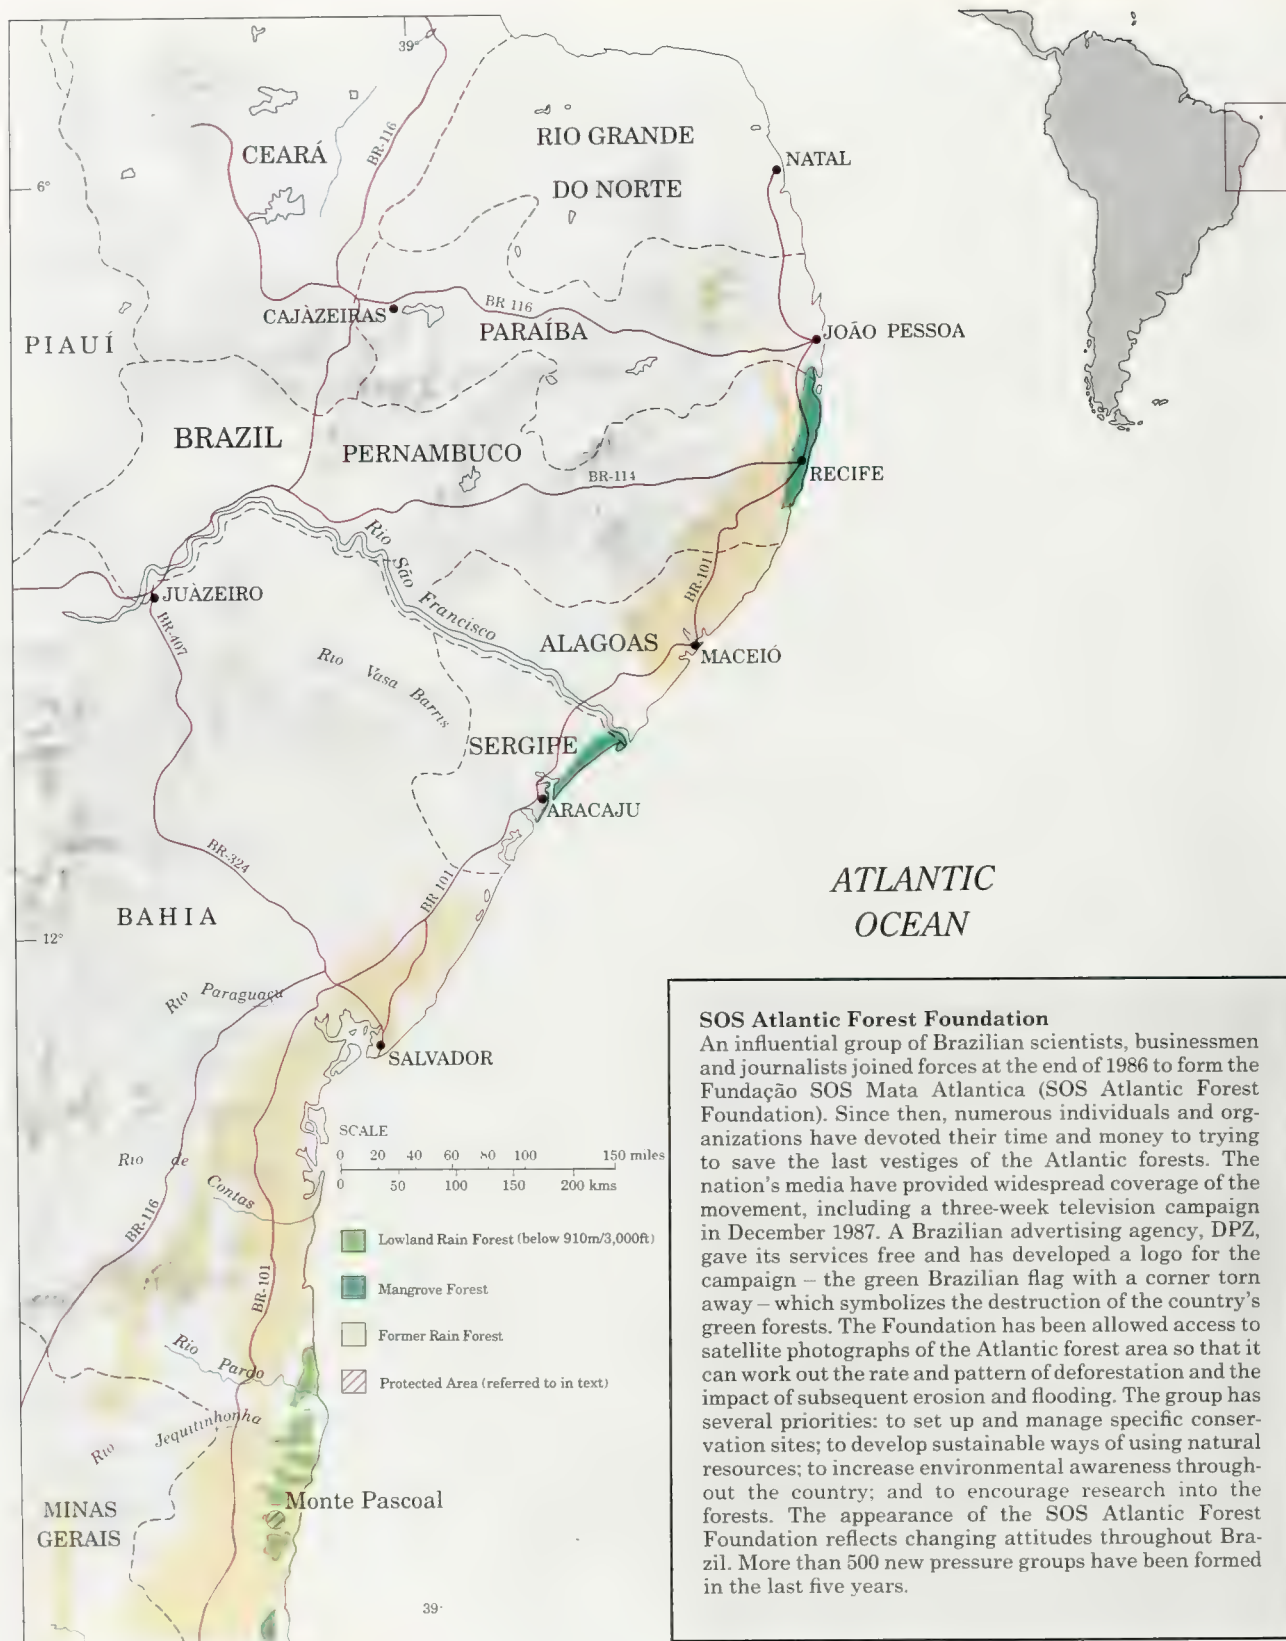 39°
CEARÁ
BR-116
RIO GRANDE
DO NORTE
NATAL
6°
CAJÀZEIRAS
BR 116
PARAÍBA
JOÃO PESSOA
PIAUÍ
BRAZIL
PERNAMBUCO
BR-114
RECIFE
Rio São Francisco
JUÀZEIRO
BR-407
BR-101
ALAGOAS
MACEIÓ
Rio Vasa Barris
SERGIPE
ARACAJU
BR-324
BR 101
ATLANTIC
OCEAN
BAHIA
12°
Rio Paraguaçu
SALVADOR
SCALE
0 20 40 60 80 100 150 miles
0 50 100 150 200 kms
Rio de
Contas
BR-116
BR-101
Lowland Rain Forest (below 910m/3,000ft)
Mangrove Forest
Former Rain Forest
Protected Area (referred to in text)
Rio Pardo
Rio Jequitinhonha
Monte Pascoal
MINAS
GERAIS
39°
SOS Atlantic Forest Foundation
An influential group of Brazilian scientists, businessmen
and journalists joined forces at the end of 1986 to form the
Fundação SOS Mata Atlantica (SOS Atlantic Forest
Foundation). Since then, numerous individuals and org-
anizations have devoted their time and money to trying
to save the last vestiges of the Atlantic forests. The
nation's media have provided widespread coverage of the
movement, including a three-week television campaign
in December 1987. A Brazilian advertising agency, DPZ,
gave its services free and has developed a logo for the
campaign – the green Brazilian flag with a corner torn
away – which symbolizes the destruction of the country's
green forests. The Foundation has been allowed access to
satellite photographs of the Atlantic forest area so that it
can work out the rate and pattern of deforestation and the
impact of subsequent erosion and flooding. The group has
several priorities: to set up and manage specific conser-
vation sites; to develop sustainable ways of using natural
resources; to increase environmental awareness through-
out the country; and to encourage research into the
forests. The appearance of the SOS Atlantic Forest
Foundation reflects changing attitudes throughout Bra-
zil. More than 500 new pressure groups have been formed
in the last five years.